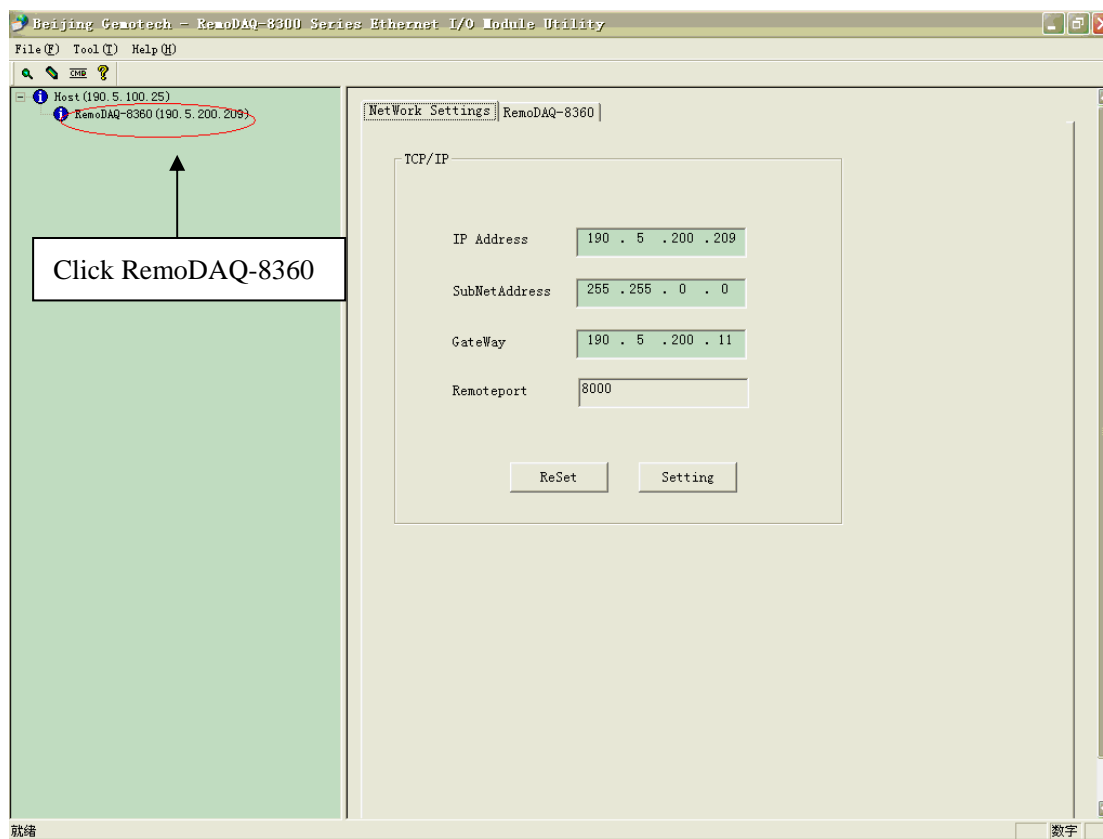 Beijing Gemotech - RemoDAQ-8300 Series Ethernet I/O Module Utility
File(F) Tool(T) Help(H)
CMD ?
Host(190.5.100.25)
RemoDAQ-8360(190.5.200.209)
Click RemoDAQ-8360
NetWork Settings RemoDAQ-8360
TCP/IP
IP Address 190 . 5 .200 .209
SubNetAddress 255 .255 . 0 . 0
GateWay 190 . 5 .200 . 11
Remoteport 8000
ReSet Setting
就绪 数字